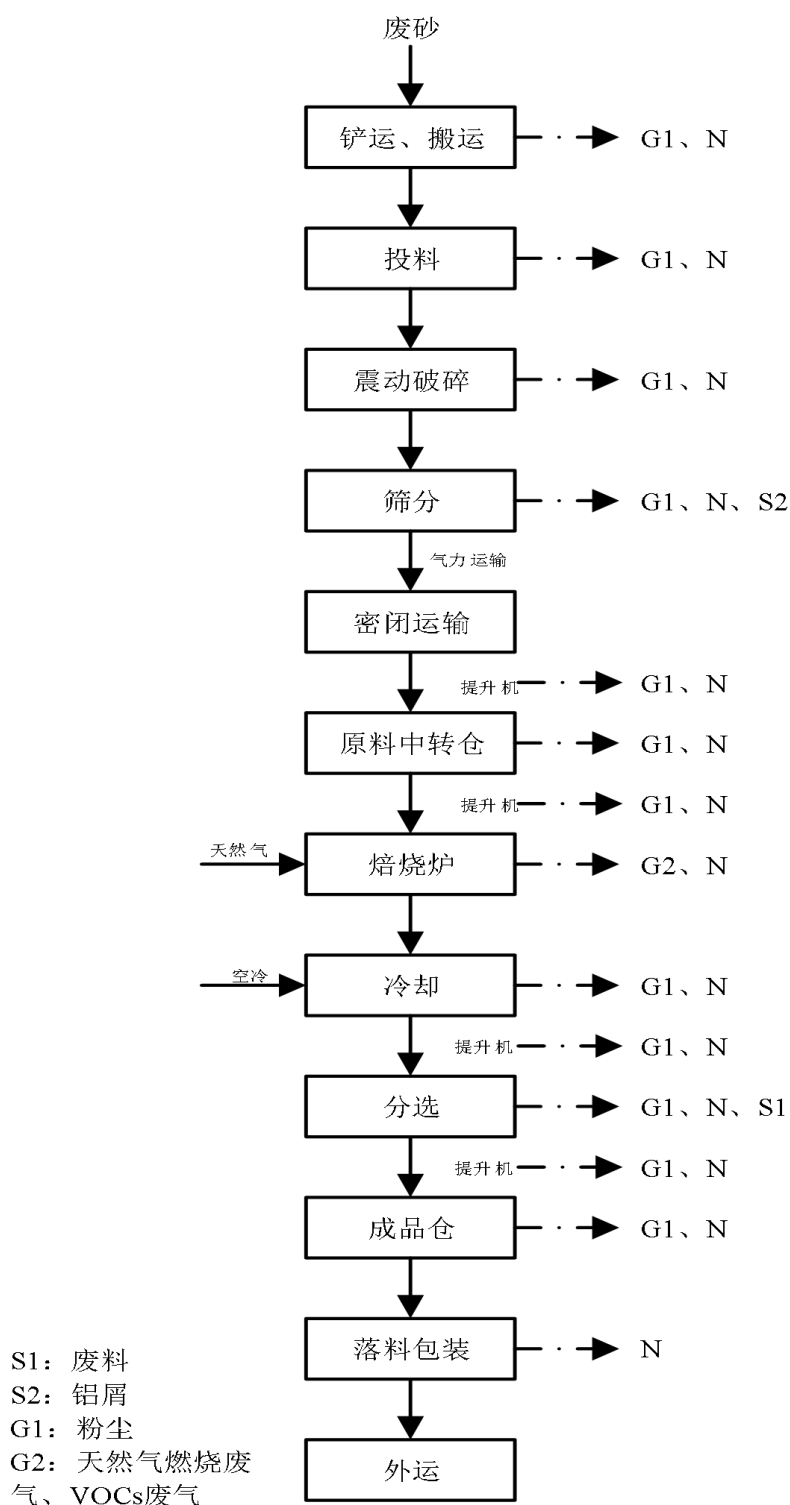 废砂
铲运、搬运
G1、N
投料
G1、N
震动破碎
G1、N
筛分
G1、N、S2
气力运输
密闭运输
提升机
G1、N
原料中转仓
G1、N
提升机
G1、N
天然气
焙烧炉
G2、N
空冷
冷却
G1、N
提升机
G1、N
分选
G1、N、S1
提升机
G1、N
成品仓
G1、N
落料包装
N
外运
S1：废料
S2：铝屑
G1：粉尘
G2：天然气燃烧废
气、VOCs废气